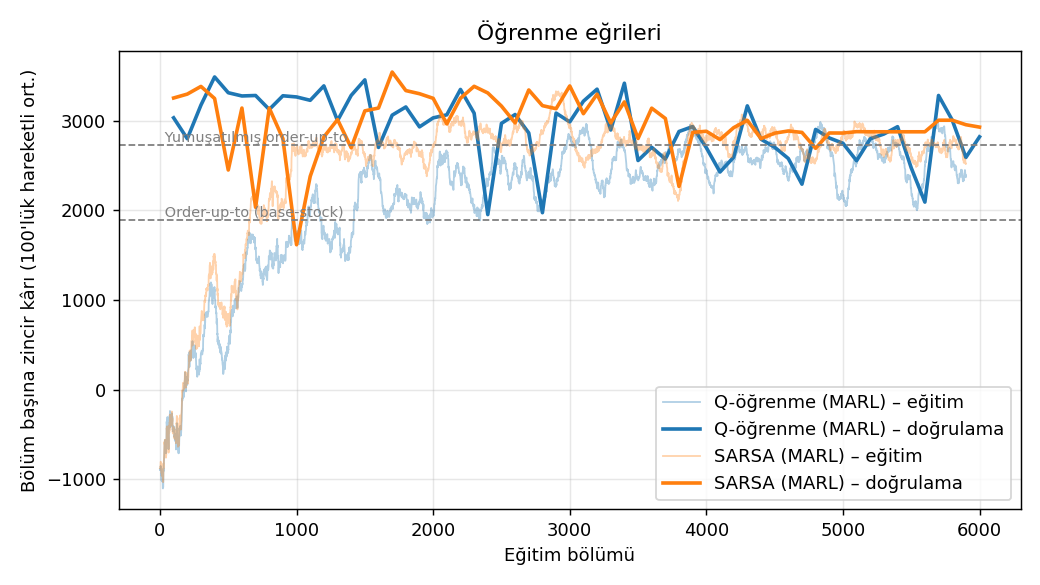 Öğrenme eğrileri
Bölüm başına zincir kârı (100'lük hareketli ort.)
3000
2000
1000
0
−1000
Yumuşatılmış order-up-to
Order-up-to (base-stock)
Q-öğrenme (MARL) – eğitim
Q-öğrenme (MARL) – doğrulama
SARSA (MARL) – eğitim
SARSA (MARL) – doğrulama
0
1000
2000
3000
4000
5000
6000
Eğitim bölümü